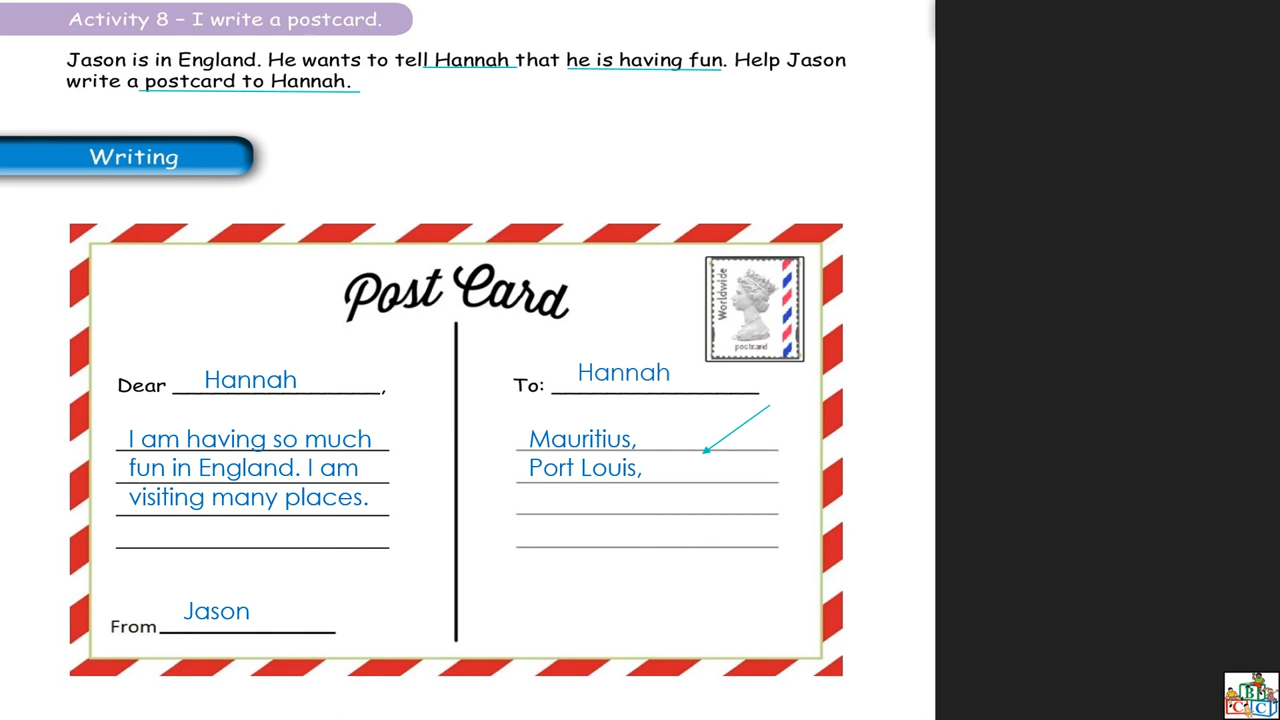 Activity 8 – I write a postcard.
Jason is in England. He wants to tell Hannah that he is having fun. Help Jason
write a postcard to Hannah.
Writing
Post Card
Worldwide
postcard
Dear Hannah,
I am having so much
fun in England. I am
visiting many places.
From Jason
To: Hannah
Mauritius,
Port Louis,
B
C C